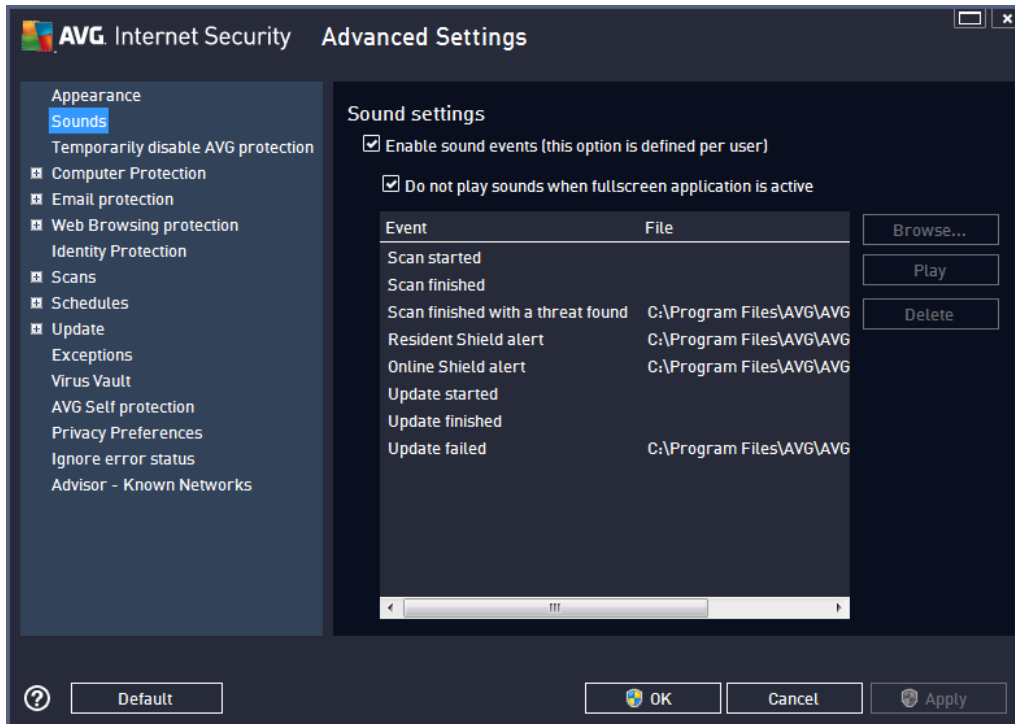 AVG. Internet Security Advanced Settings
Appearance
Sounds
Temporarily disable AVG protection
Computer Protection
Email protection
Web Browsing protection
Identity Protection
Scans
Schedules
Update
Exceptions
Virus Vault
AVG Self protection
Privacy Preferences
Ignore error status
Advisor - Known Networks
Sound settings
Enable sound events (this option is defined per user)
Do not play sounds when fullscreen application is active
Event File
Scan started
Scan finished
Scan finished with a threat found C:\Program Files\AVG\AVG
Resident Shield alert C:\Program Files\AVG\AVG
Online Shield alert C:\Program Files\AVG\AVG
Update started
Update finished
Update failed C:\Program Files\AVG\AVG
Browse...
Play
Delete
? Default OK Cancel Apply